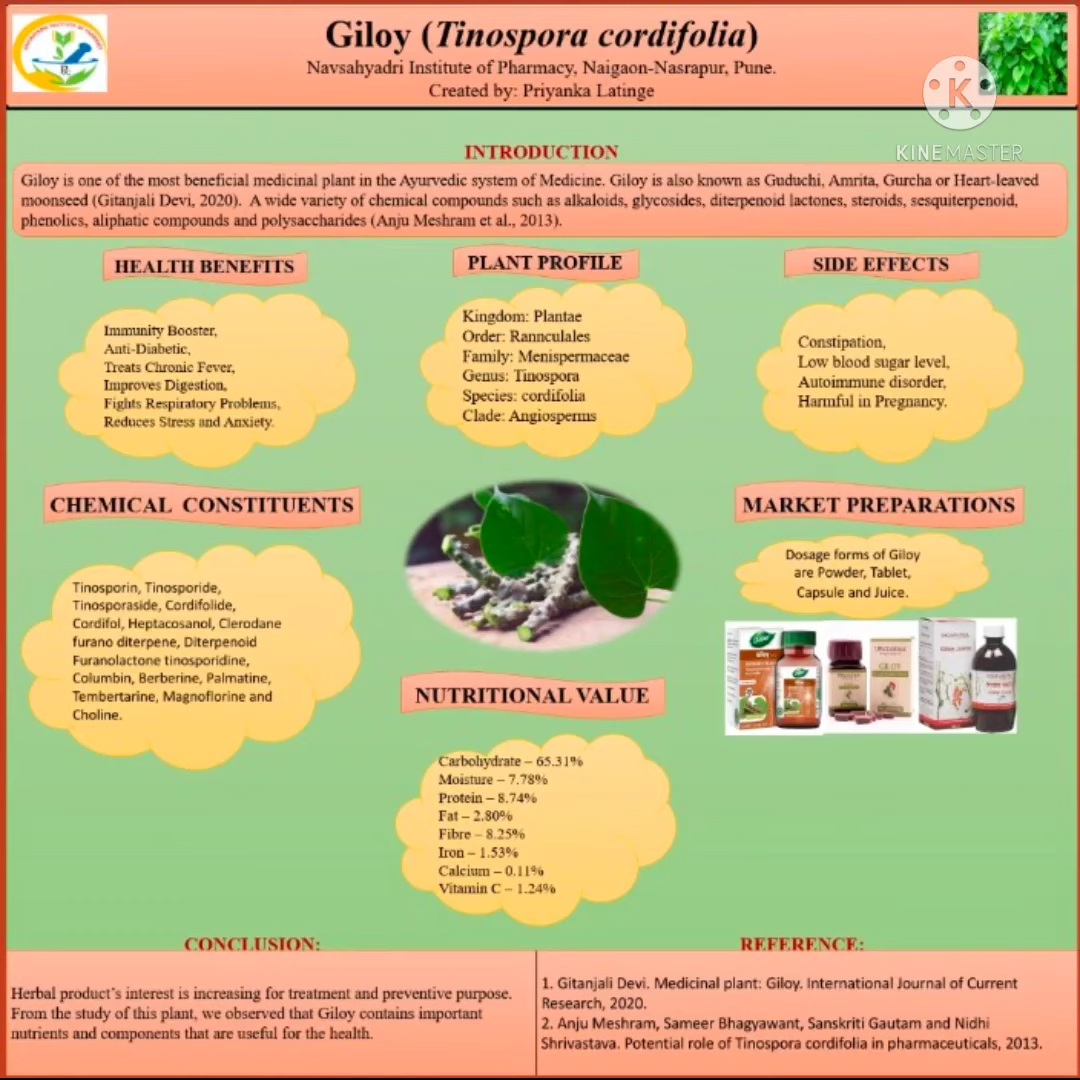 Giloy (Tinospora cordifolia)
Navsahyadri Institute of Pharmacy, Naigaon-Nasrapur, Pune.
Created by: Priyanka Latinge
K
KINEMASTER
INTRODUCTION
Giloy is one of the most beneficial medicinal plant in the Ayurvedic system of Medicine. Giloy is also known as Guduchi, Amrita, Gurcha or Heart-leaved
moonseed (Gitanjali Devi, 2020). A wide variety of chemical compounds such as alkaloids, glycosides, diterpenoid lactones, steroids, sesquiterpenoid,
phenolics, aliphatic compounds and polysaccharides (Anju Meshram et al., 2013).
HEALTH BENEFITS
Immunity Booster,
Anti-Diabetic,
Treats Chronic Fever,
Improves Digestion,
Fights Respiratory Problems,
Reduces Stress and Anxiety.
PLANT PROFILE
Kingdom: Plantae
Order: Rannculales
Family: Menispermaceae
Genus: Tinospora
Species: cordifolia
Clade: Angiosperms
SIDE EFFECTS
Constipation,
Low blood sugar level,
Autoimmune disorder,
Harmful in Pregnancy.
CHEMICAL CONSTITUENTS
Tinosporin, Tinosporide,
Tinosporaside, Cordifolide,
Cordifol, Heptacosanol, Clerodane
furano diterpene, Diterpenoid
Furanolactone tinosporidine,
Columbin, Berberine, Palmatine,
Tembertarine, Magnoflorine and
Choline.
MARKET PREPARATIONS
Dosage forms of Giloy
are Powder, Tablet,
Capsule and Juice.
NUTRITIONAL VALUE
Carbohydrate – 65.31%
Moisture – 7.78%
Protein – 8.74%
Fat – 2.80%
Fibre – 8.25%
Iron – 1.53%
Calcium – 0.11%
Vitamin C – 1.24%
CONCLUSION:
Herbal product's interest is increasing for treatment and preventive purpose.
From the study of this plant, we observed that Giloy contains important
nutrients and components that are useful for the health.
REFERENCE:
1. Gitanjali Devi. Medicinal plant: Giloy. International Journal of Current
Research, 2020.
2. Anju Meshram, Sameer Bhagyawant, Sanskriti Gautam and Nidhi
Shrivastava. Potential role of Tinospora cordifolia in pharmaceuticals, 2013.